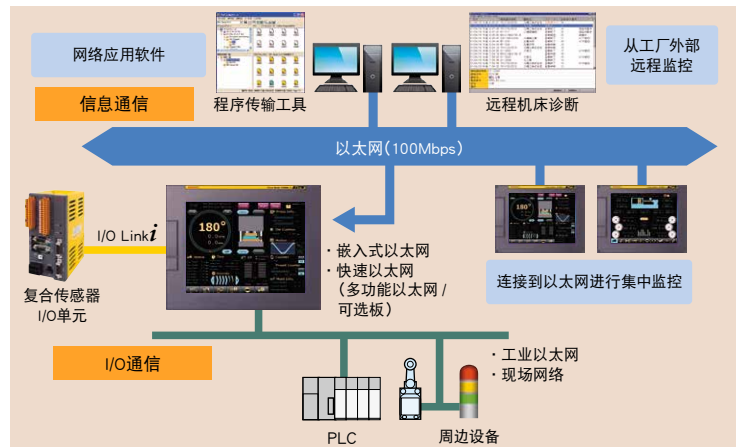 网络应用软件
程序传输工具
远程机床诊断
从工厂外部
远程监控
信息通信
以太网(100Mbps)
I/O Link i
180°
复合传感器
I/O单元
・嵌入式以太网
・快速以太网
（多功能以太网 /
可选板）
连接到以太网进行集中监控
I/O通信
・工业以太网
・现场网络
PLC
周边设备